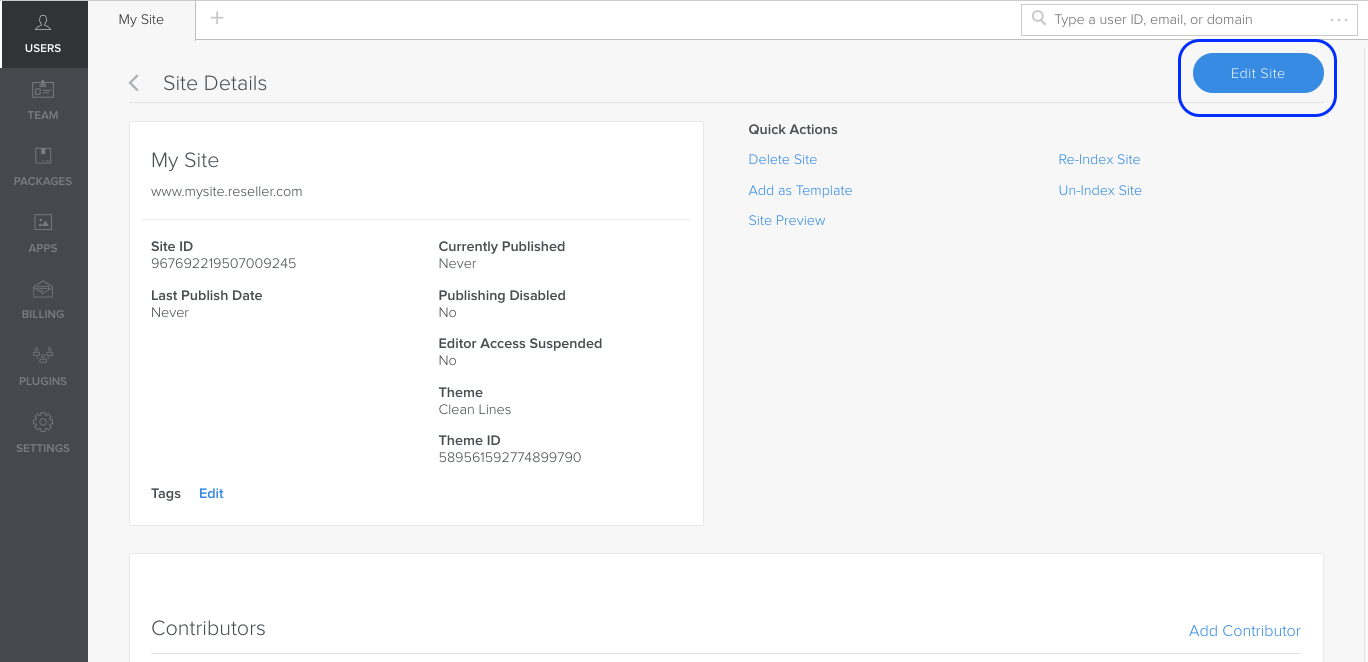 My Site
Type a user ID, email, or domain
USERS
TEAM
PACKAGES
APPS
BILLING
PLUGINS
SETTINGS
Site Details
Edit Site
My Site
www.mysite.reseller.com
Site ID
967692219507009245
Last Publish Date
Never
Currently Published
Never
Publishing Disabled
No
Editor Access Suspended
No
Theme
Clean Lines
Theme ID
589561592774899790
Tags Edit
Quick Actions
Delete Site
Add as Template
Site Preview
Re-Index Site
Un-Index Site
Contributors
Add Contributor